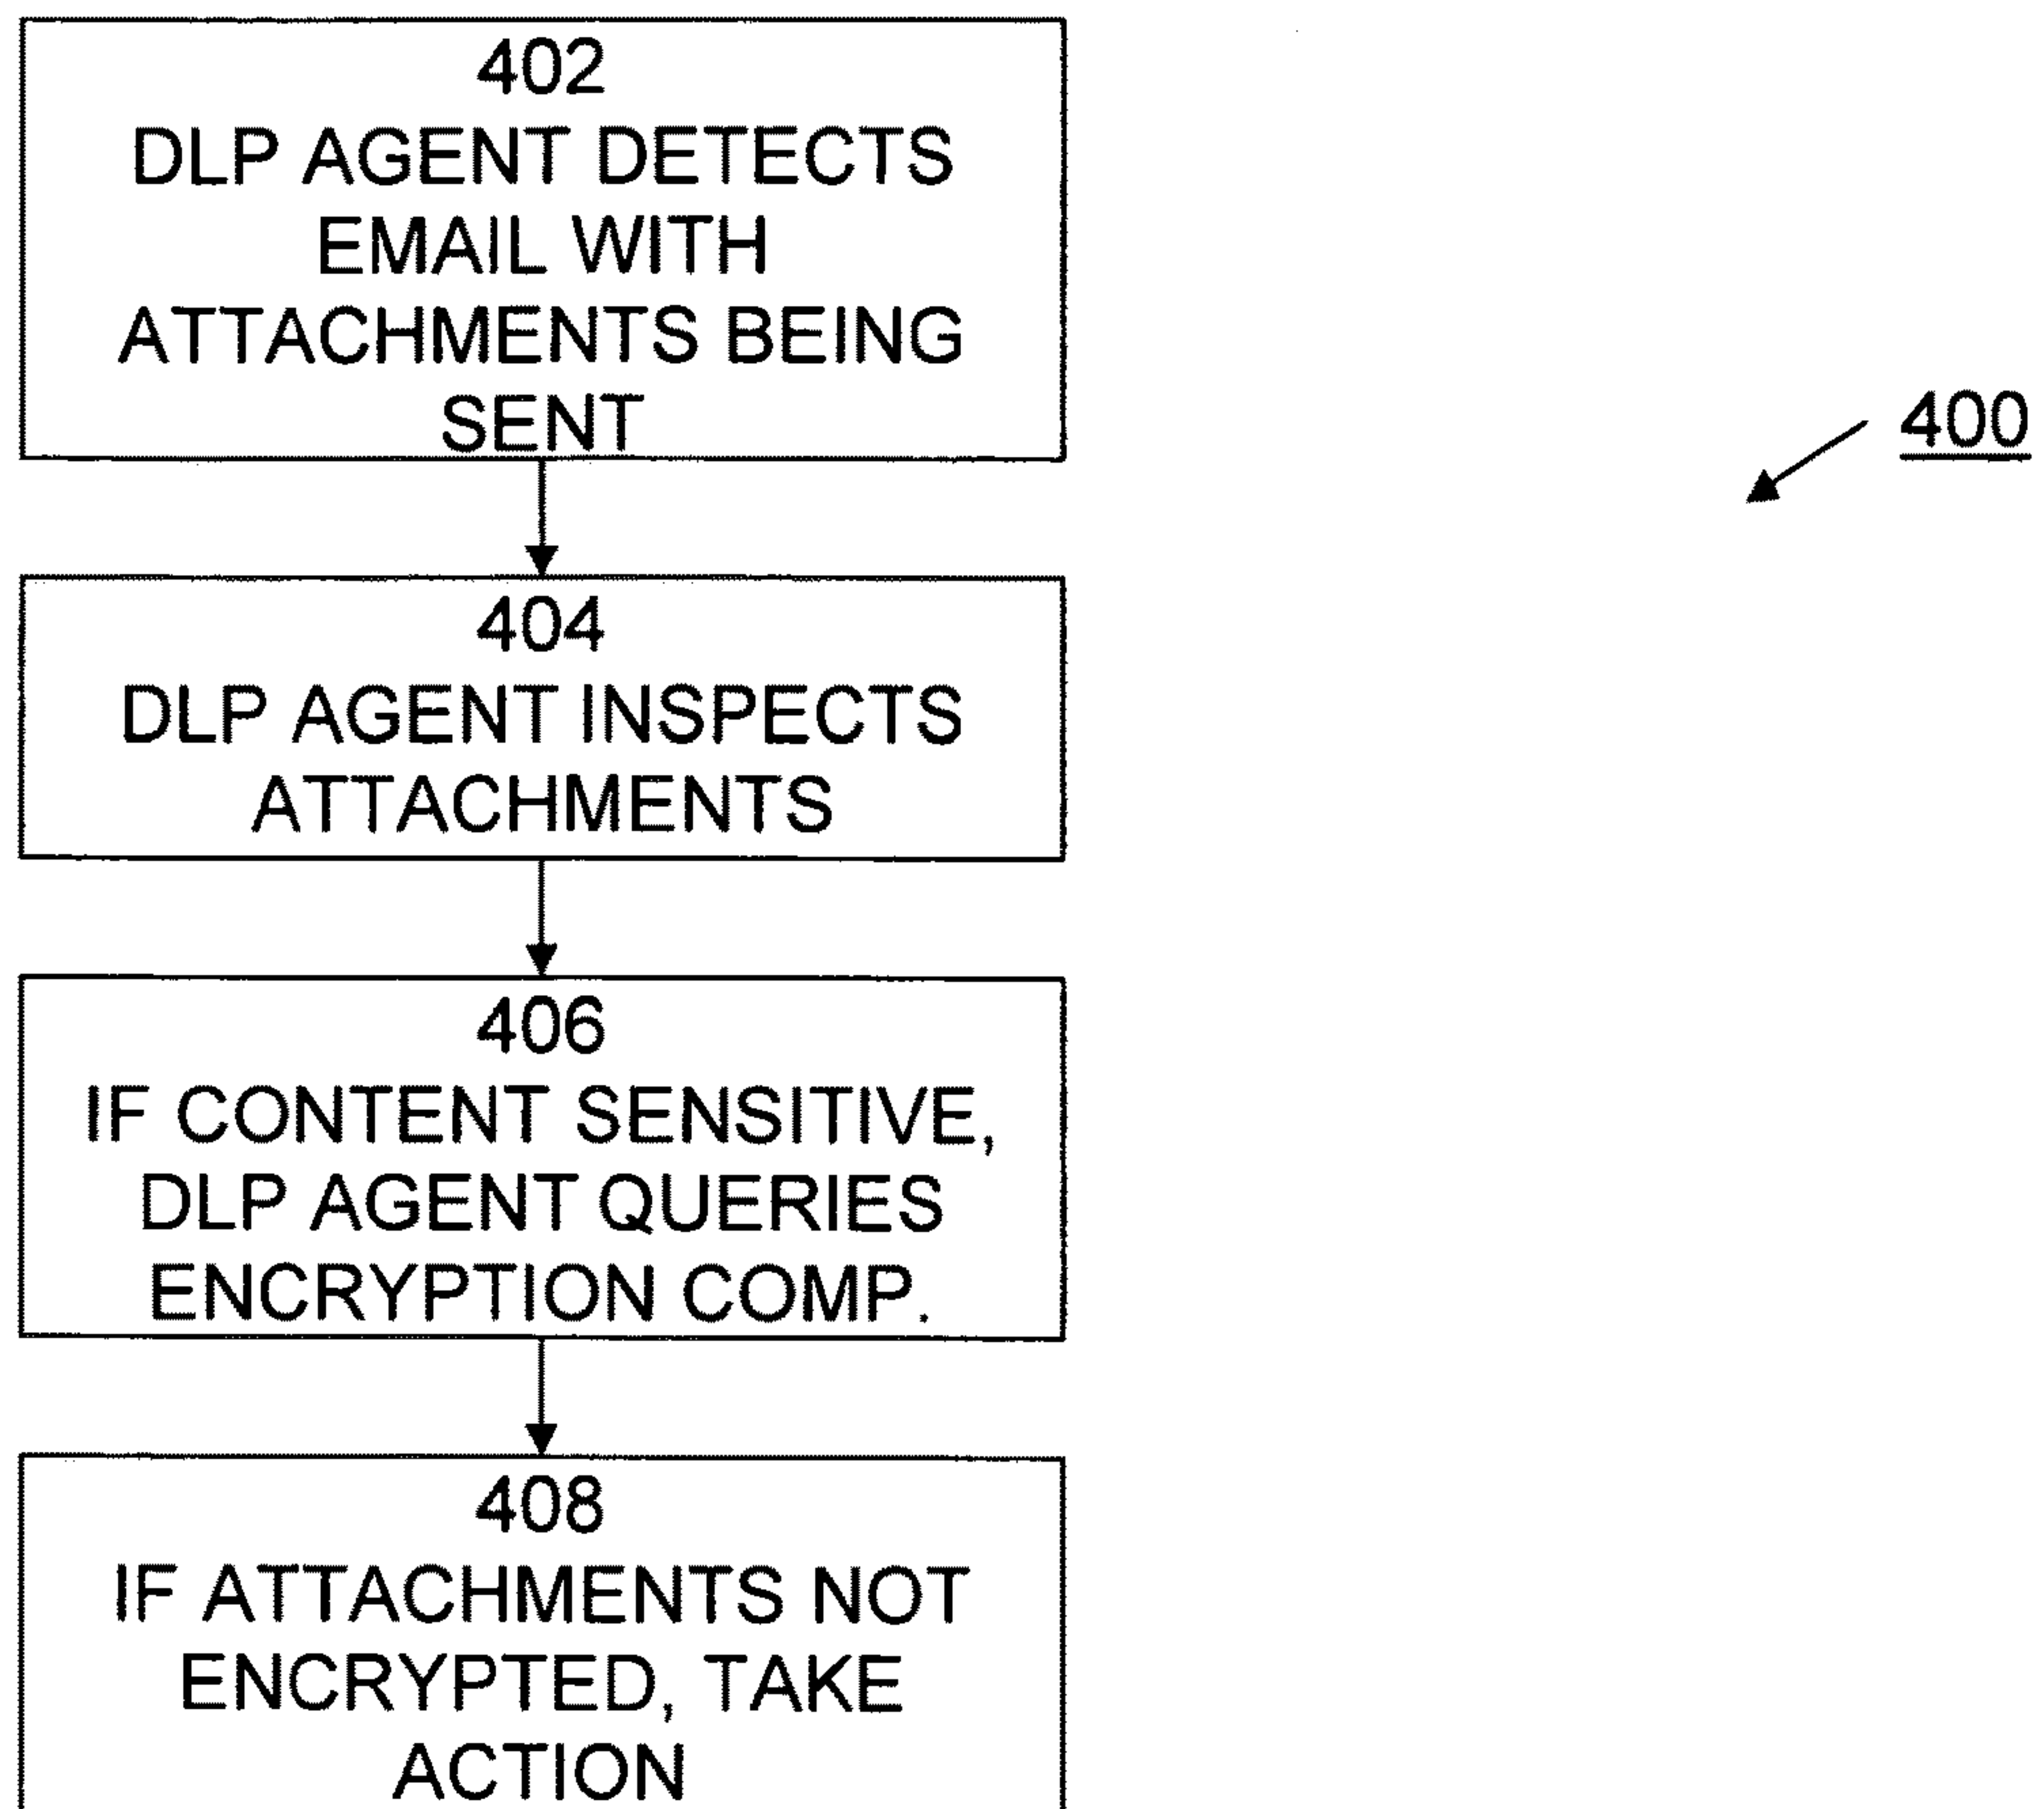 402
DLP AGENT DETECTS
EMAIL WITH
ATTACHMENTS BEING
SENT
400
404
DLP AGENT INSPECTS
ATTACHMENTS
406
IF CONTENT SENSITIVE,
DLP AGENT QUERIES
ENCRYPTION COMP.
408
IF ATTACHMENTS NOT
ENCRYPTED, TAKE
ACTION